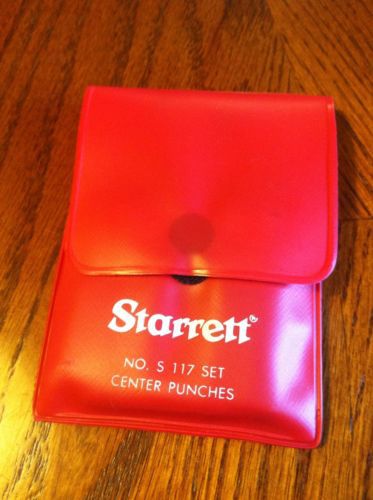 Starrett®
NO. S 117 SET
CENTER PUNCHES